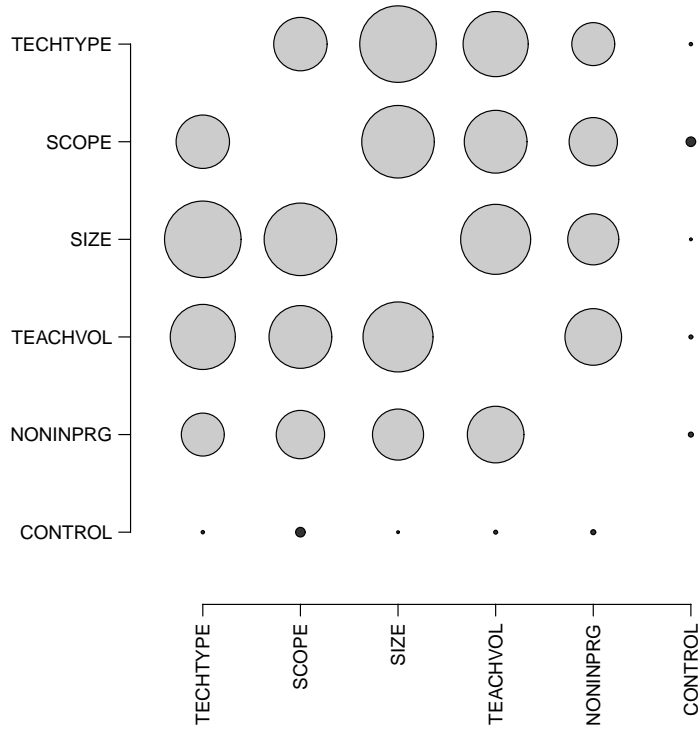 TECHTYPE
SCOPE
SIZE
TEACHVOL
NONINPRG
CONTROL
TECHTYPE
SCOPE
SIZE
TEACHVOL
NONINPRG
CONTROL